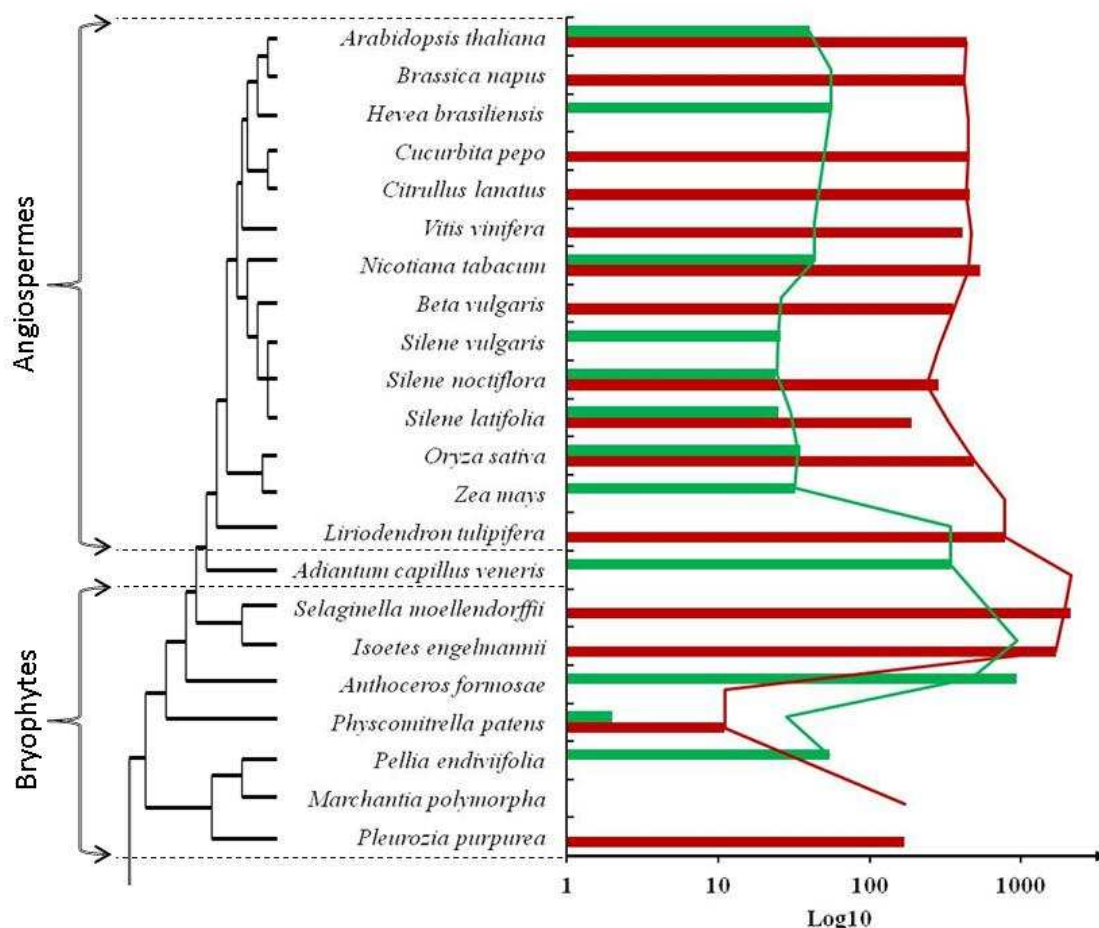 Angiospermes
Bryophytes
Arabidopsis thaliana
Brassica napus
Hevea brasiliensis
Cucurbita pepo
Citrullus lanatus
Vitis vinifera
Nicotiana tabacum
Beta vulgaris
Silene vulgaris
Silene noctiflora
Silene latifolia
Oryza sativa
Zea mays
Liriodendron tulipifera
Adiantum capillus veneris
Selaginella moellendorffii
Isoetes engelmannii
Anthoceros formosae
Physcomitrella patens
Pellia endiviifolia
Marchantia polymorpha
Pleurozia purpurea
1 10 100 1000
Log10